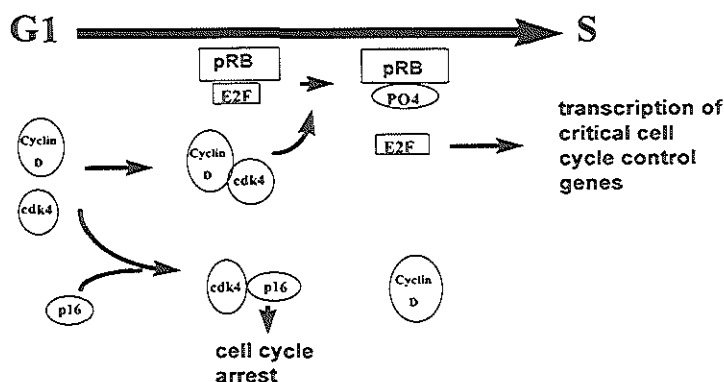 G1
S
pRB
E2F
pRB
PO4
transcription of
critical cell
cycle control
genes
Cyclin
D
cdk4
Cyclin
D
cdk4
E2F
p16
cdk4
p16
Cyclin
D
cell cycle
arrest